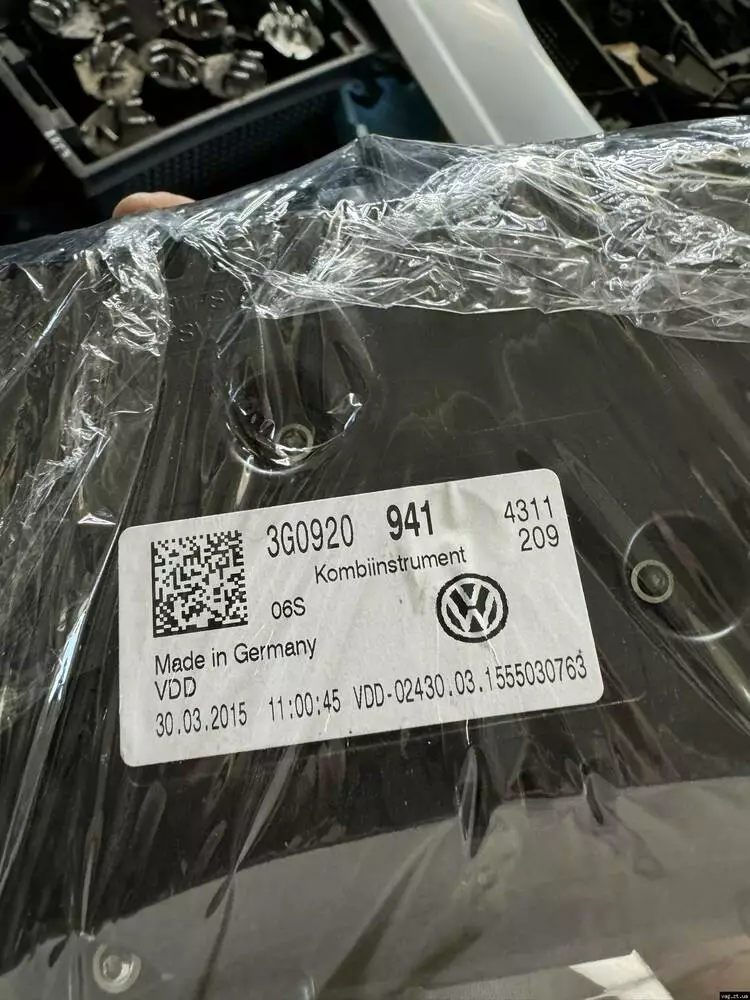 3G0920 941 4311
209
Kombiinstrument
06S
Made in Germany
VDD
30.03.2015 11:00:45 VDD-02430.03.1555030763
vag.zt.ua